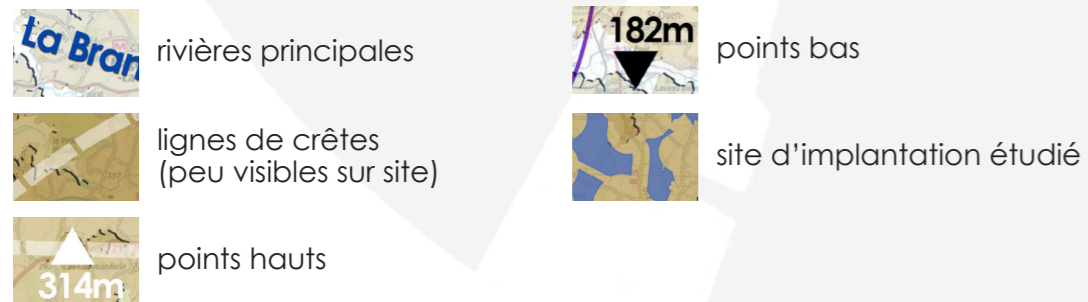 La Bran
rivières principales
lignes de crêtes
(peu visibles sur site)
314m
points hauts
182m
points bas
site d’implantation étudié